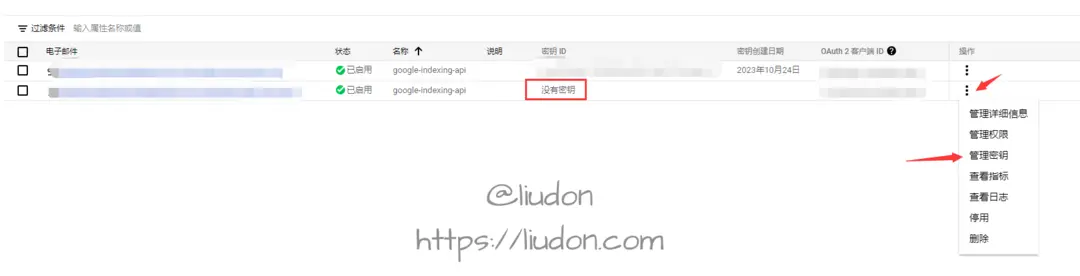 过滤条件 输入属性名称或值
电子邮件 状态 名称 说明 密钥 ID 密钥创建日期 OAuth 2 客户端 ID 操作
已启用 google-indexing-api 2023年10月24日
已启用 google-indexing-api 没有密钥
管理详细信息
管理权限
管理密钥
查看指标
查看日志
停用
删除
@liudon
https://liudon.com